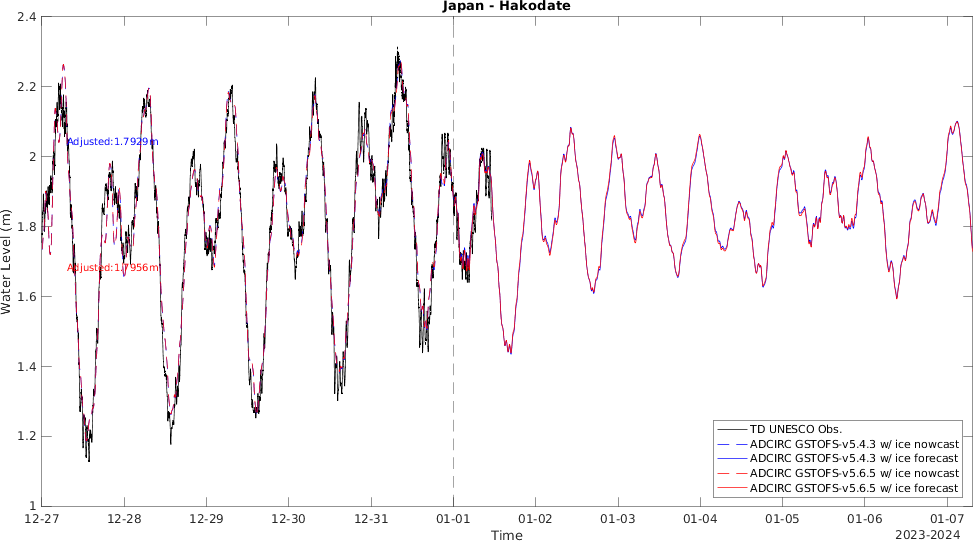 Japan - Hakodate
2.4
2.2
2
1.8
1.6
1.4
1.2
1
Water Level (m)
Adjusted:1.7929m
Adjusted:1.7956m
TD UNESCO Obs.
ADCIRC GSTOFS-v5.4.3 w/ ice nowcast
ADCIRC GSTOFS-v5.4.3 w/ ice forecast
ADCIRC GSTOFS-v5.6.5 w/ ice nowcast
ADCIRC GSTOFS-v5.6.5 w/ ice forecast
12-27 12-28 12-29 12-30 12-31 01-01 01-02 01-03 01-04 01-05 01-06 01-07
Time
2023-2024